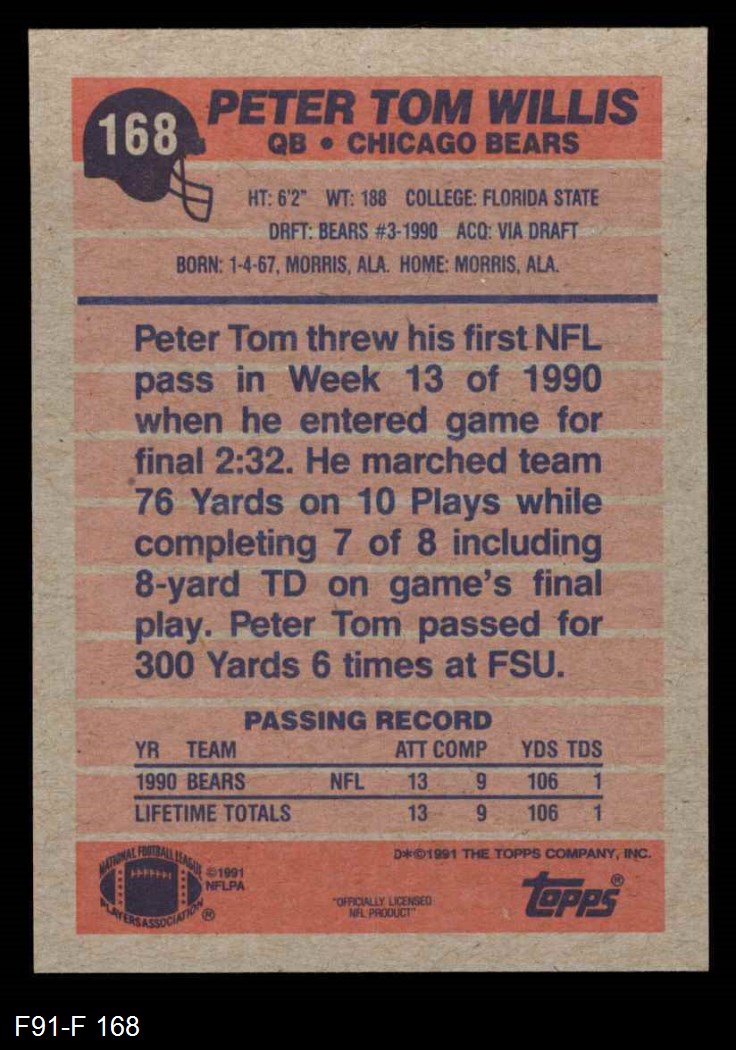 168
PETER TOM WILLIS
QB • CHICAGO BEARS
HT: 6'2" WT: 188 COLLEGE: FLORIDA STATE
DRFT: BEARS #3-1990 ACQ: VIA DRAFT
BORN: 1-4-67, MORRIS, ALA. HOME: MORRIS, ALA.
Peter Tom threw his first NFL
pass in Week 13 of 1990
when he entered game for
final 2:32. He marched team
76 Yards on 10 Plays while
completing 7 of 8 including
8-yard TD on game's final
play. Peter Tom passed for
300 Yards 6 times at FSU.
PASSING RECORD
YR TEAM ATT COMP YDS TDS
1990 BEARS NFL 13 9 106 1
LIFETIME TOTALS 13 9 106 1
D*©1991 THE TOPPS COMPANY, INC.
NATIONAL FOOTBALL LEAGUE
PLAYERS ASSOCIATION ®
©1991
NFLPA
"OFFICIALLY LICENSED
NFL PRODUCT"
topps®
F91-F 168